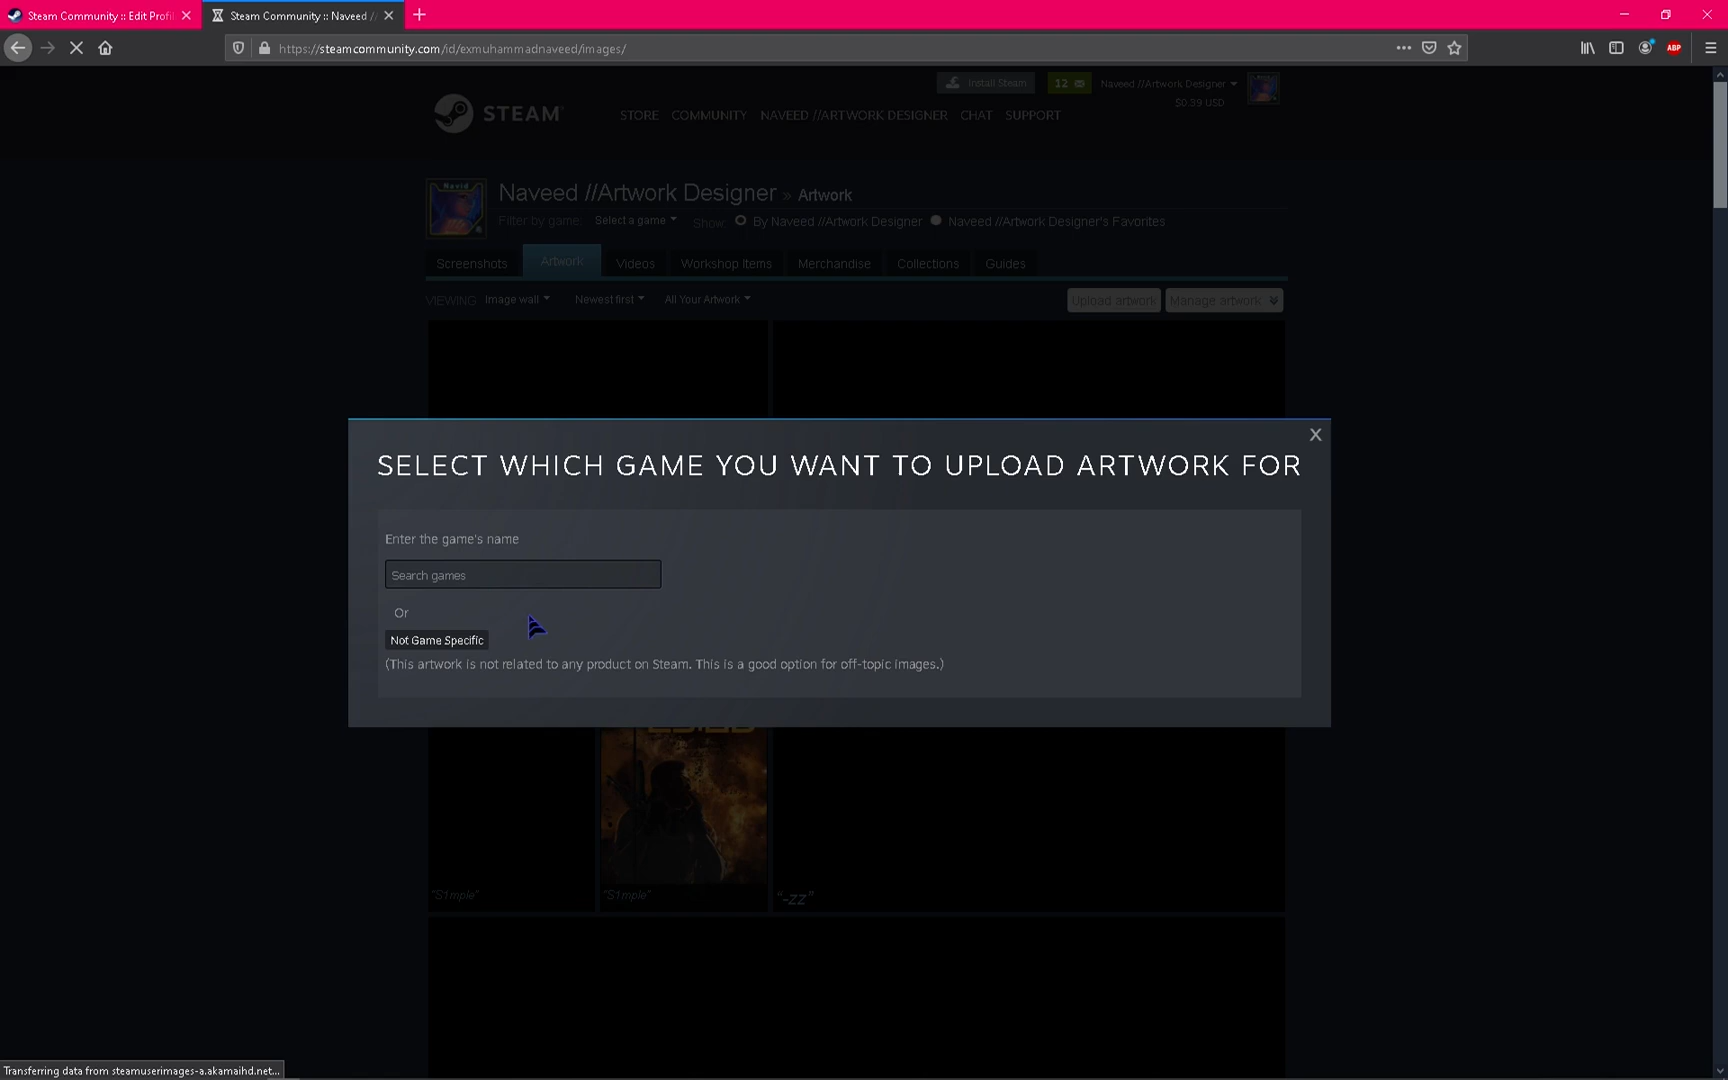 Steam Community :: Edit Profil
Steam Community :: Naveed //
https://steamcommunity.com/id/exmuhammadnaveed/images/
ABP
STEAM
Install Steam
12
Naveed //Artwork Designer
$0.39 USD
STORE COMMUNITY NAVEED //ARTWORK DESIGNER CHAT SUPPORT
Naveed //Artwork Designer » Artwork
Filter by game: Select a game Show: By Naveed //Artwork Designer Naveed //Artwork Designer's Favorites
Screenshots Artwork Videos Workshop Items Merchandise Collections Guides
VIEWING: Image wall Newest first All Your Artwork Upload artwork Manage artwork
X
SELECT WHICH GAME YOU WANT TO UPLOAD ARTWORK FOR
Enter the game's name
Search games
Or
Not Game Specific
(This artwork is not related to any product on Steam. This is a good option for off-topic images.)
"S1mple" "S1mple" "-zz"
Transferring data from steamuserimages-a.akamaihd.net...